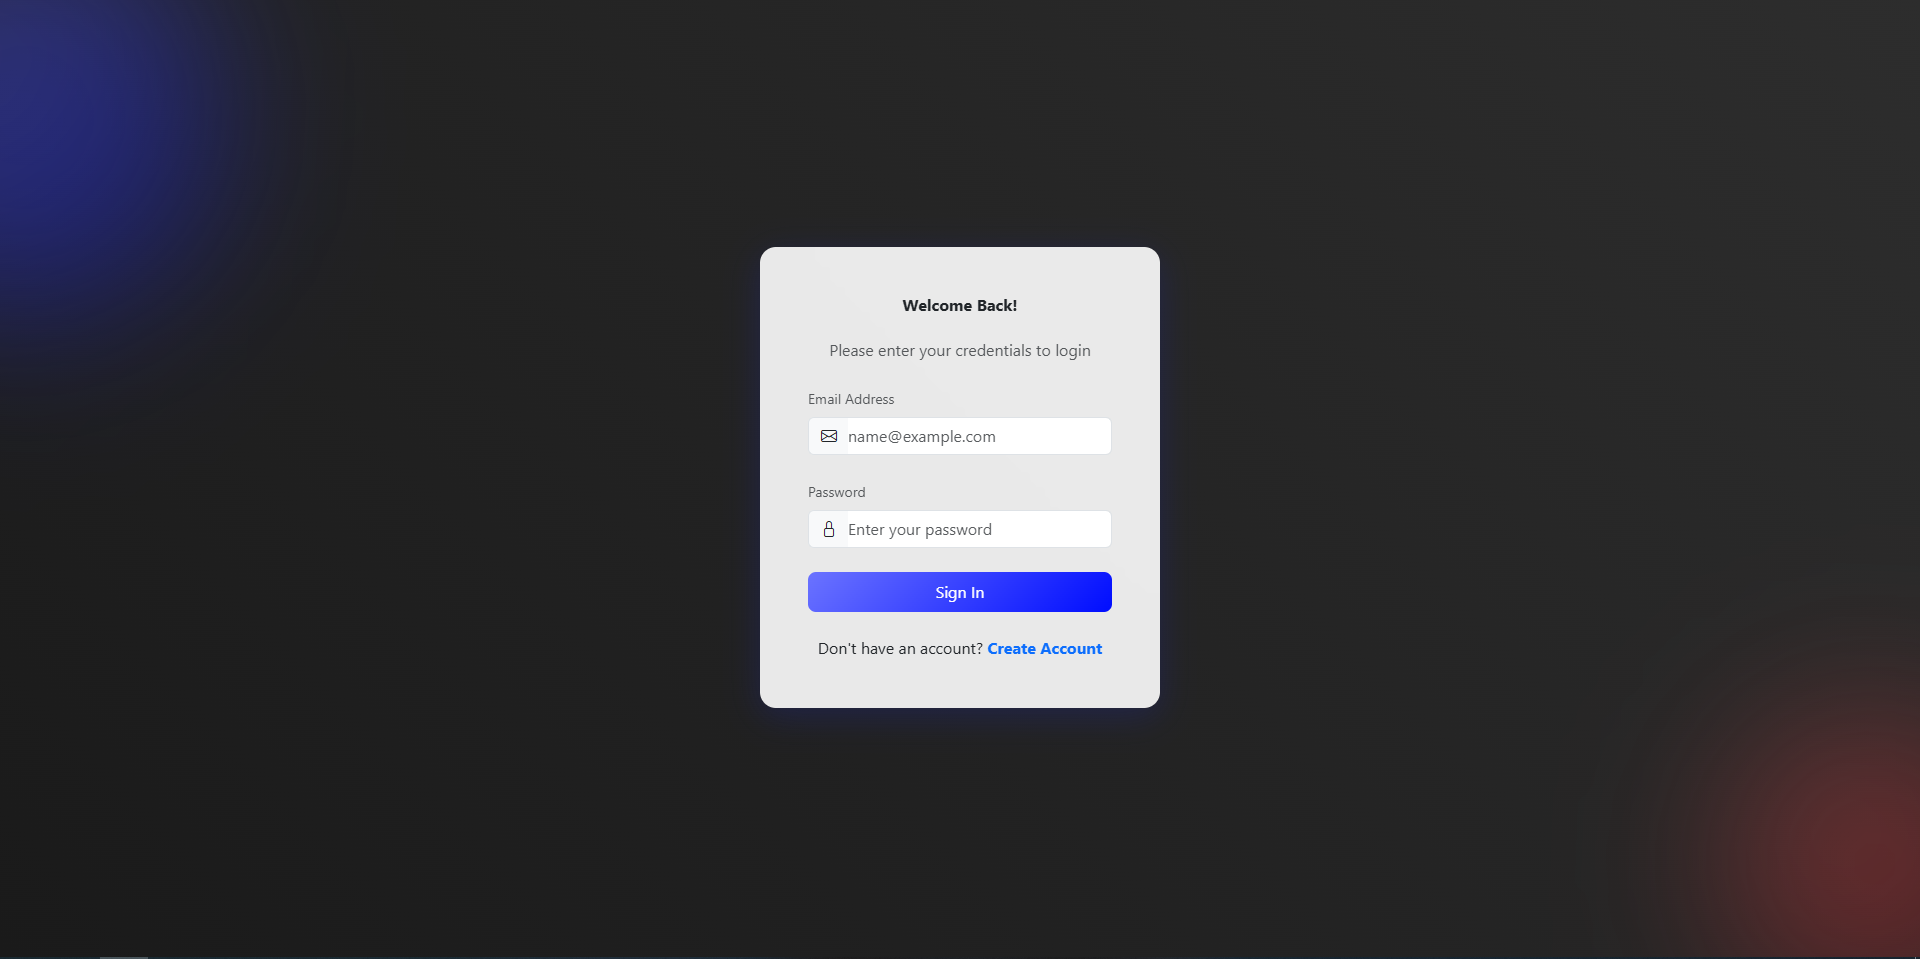 Welcome Back!
Please enter your credentials to login
Email Address
name@example.com
Password
Enter your password
Sign In
Don't have an account? Create Account